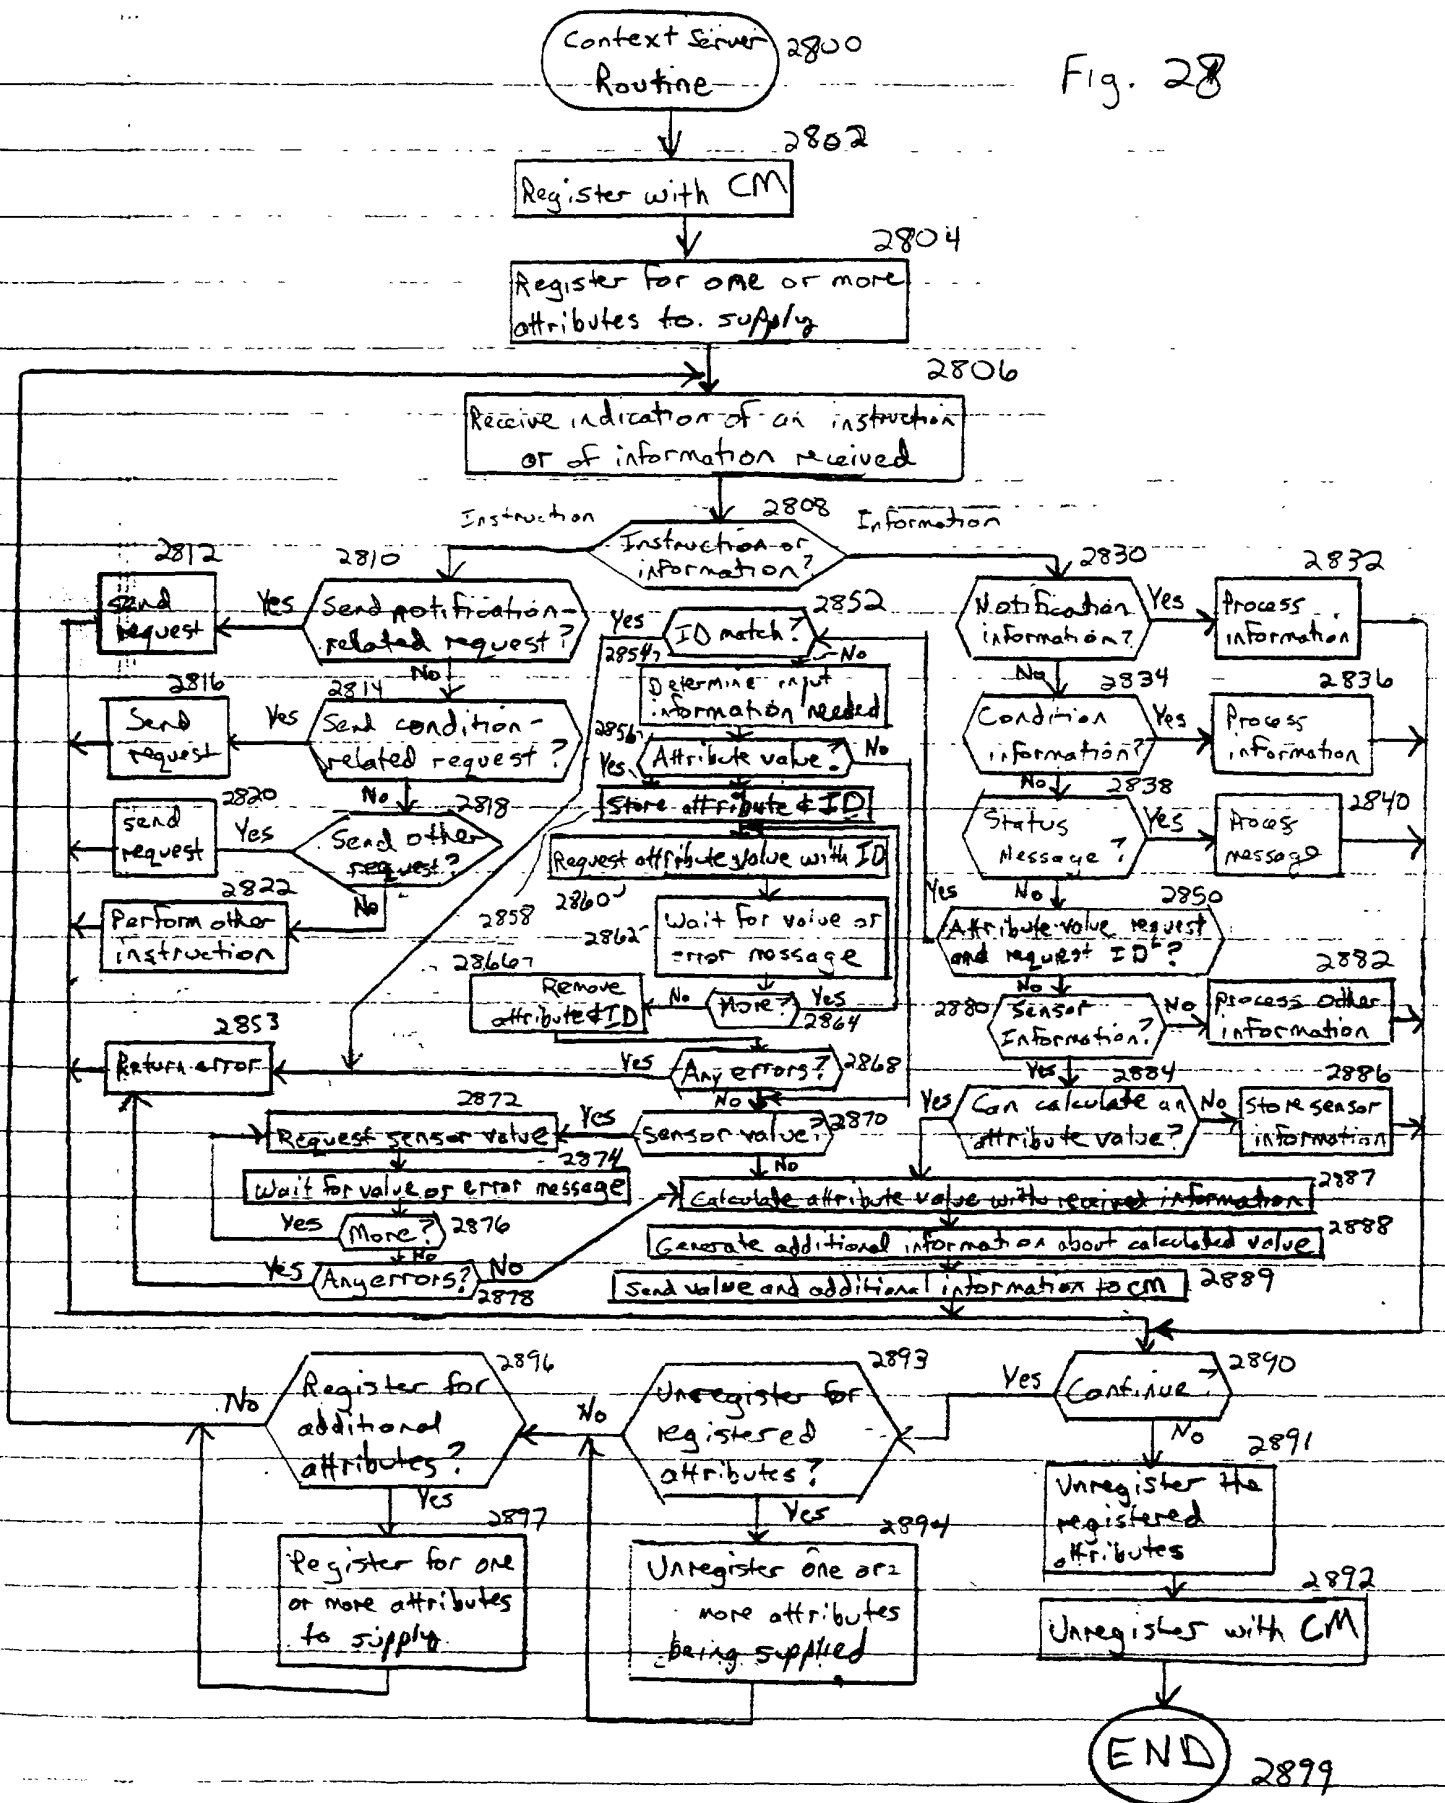 Context Server
Routine
2800
Fig. 28
2802
Register with CM
2804
Register for one or more
attributes to supply
2806
Receive indication of an instruction
or of information received
2808
Instruction
Information
Instruction or
information?
2812
Send
request
Yes
2810
Send notification-
related request?
No
2816
Send
request
Yes
2814
Send condition-
related request?
No
2820
Send
request
Yes
2818
Send other
request?
No
2822
Perform other
instruction
2852
Yes
ID match?
No
2854
Determine input
information needed
2856
Attribute value?
No
Yes
Store attribute & ID
2858
Request attribute value with ID
2860
Wait for value or
error message
2862
2866
Remove
attribute & ID
No
More?
Yes
2864
2853
Return error
Yes
Any errors?
2868
No
2872
Request sensor value
Yes
Sensor value?
2870
No
2874
Wait for value or error message
Yes
More?
2876
No
Yes
Any errors?
No
2878
2830
Notification
information?
Yes
2832
Process
information
No
2834
Condition
information?
Yes
2836
Process
information
No
2838
Status
Message?
Yes
2840
Process
message
No
2850
Yes
Attribute value request
and request ID?
No
2880
Sensor
Information?
No
2882
Process other
information
Yes
2884
Yes
Can calculate an
attribute value?
No
2886
Store sensor
information
2887
Calculate attribute value with received information
2888
Generate additional information about calculated value
2889
Send value and additional information to CM
2890
Continue?
Yes
No
2891
Unregister the
registered
attributes
2892
Unregister with CM
END
2899
2893
Unregister for
registered
attributes?
No
Yes
2894
Unregister one or
more attributes
being supplied
2896
Register for
additional
attributes?
No
Yes
2897
Register for one
or more attributes
to supply